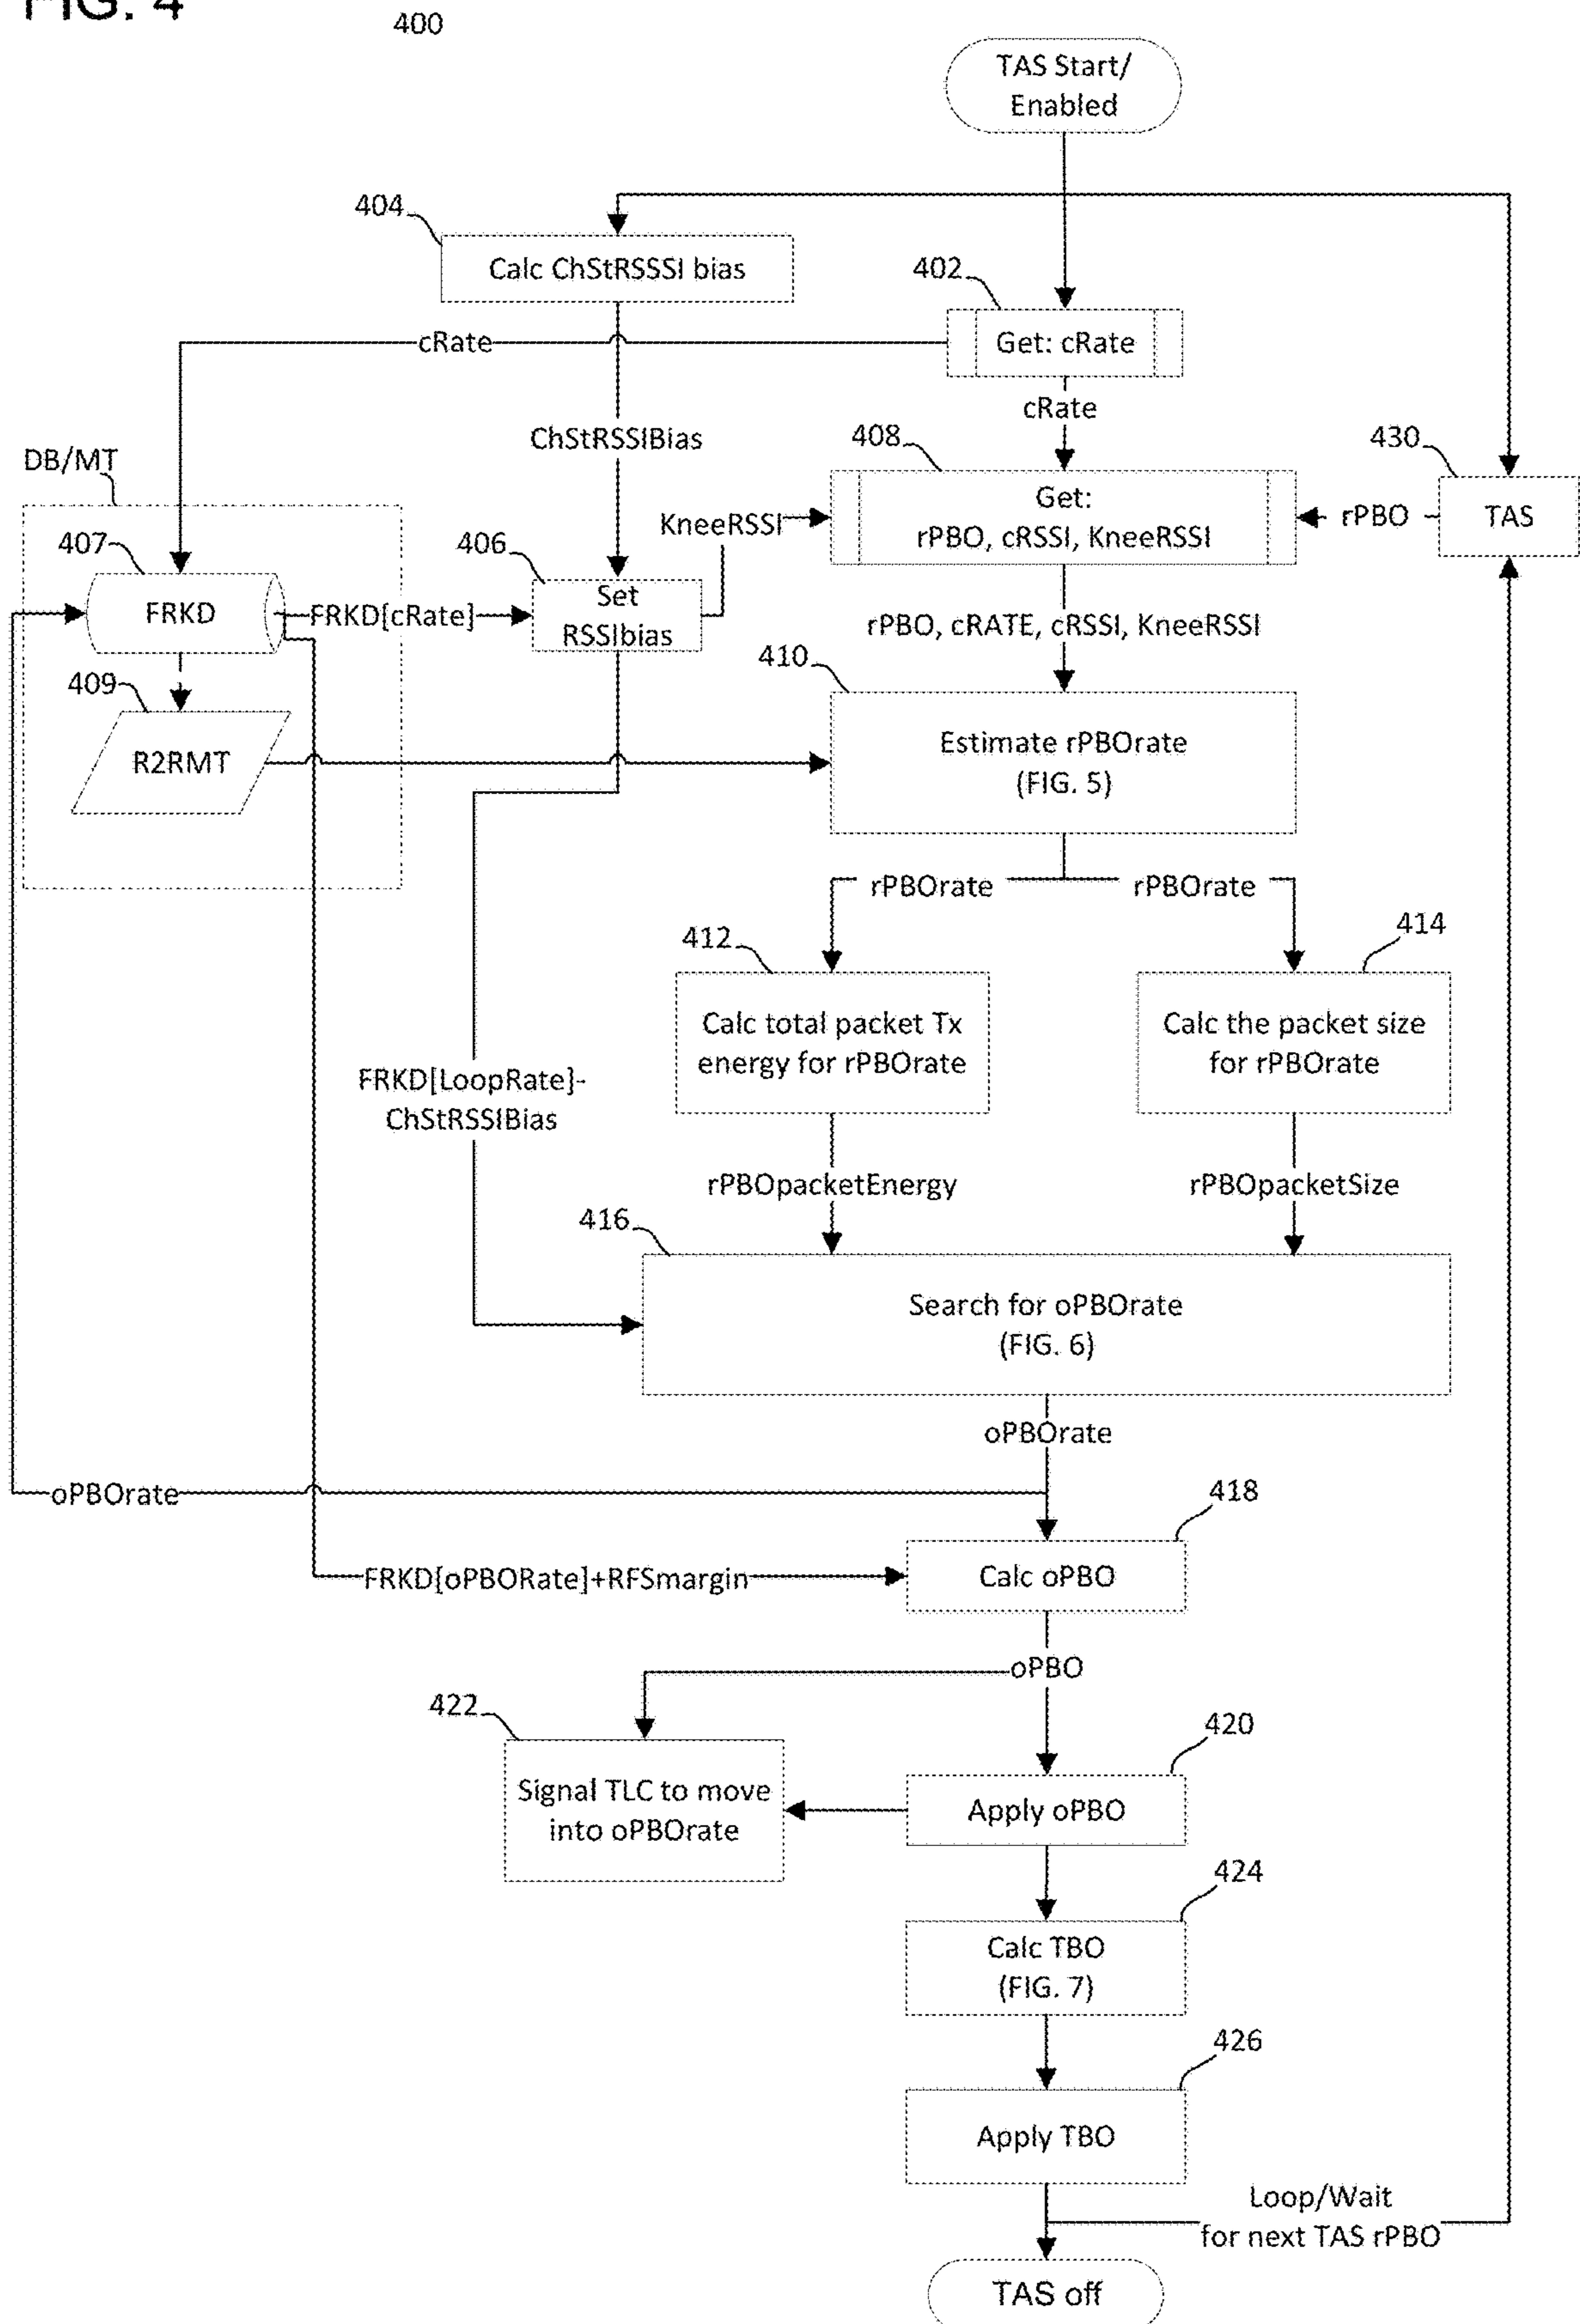 FIG. 4
400
TAS Start/
Enabled
404
Calc ChStRSSSI bias
402
Get: cRate
cRate
cRate
ChStRSSIBias
408
430
DB/MT
Get:
rPBO, cRSSI, KneeRSSI
KneeRSSI
rPBO
TAS
407
406
FRKD
FRKD[cRate]
Set
RSSIbias
rPBO, cRATE, cRSSI, KneeRSSI
409
410
R2RMT
Estimate rPBOrate
(FIG. 5)
rPBOrate
rPBOrate
412
414
Calc total packet Tx
energy for rPBOrate
Calc the packet size
for rPBOrate
FRKD[LoopRate]-
ChStRSSIBias
rPBOpacketEnergy
rPBOpacketSize
416
Search for oPBOrate
(FIG. 6)
oPBOrate
oPBOrate
418
FRKD[oPBORate]+RFSmargin
Calc oPBO
oPBO
422
420
Signal TLC to move
into oPBOrate
Apply oPBO
424
Calc TBO
(FIG. 7)
426
Apply TBO
Loop/Wait
for next TAS rPBO
TAS off